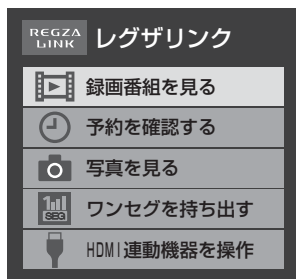 REGZA
LINK
レグザリンク
録画番組を見る
予約を確認する
写真を見る
1 SEG
ワンセグを持ち出す
HDMI連動機器を操作